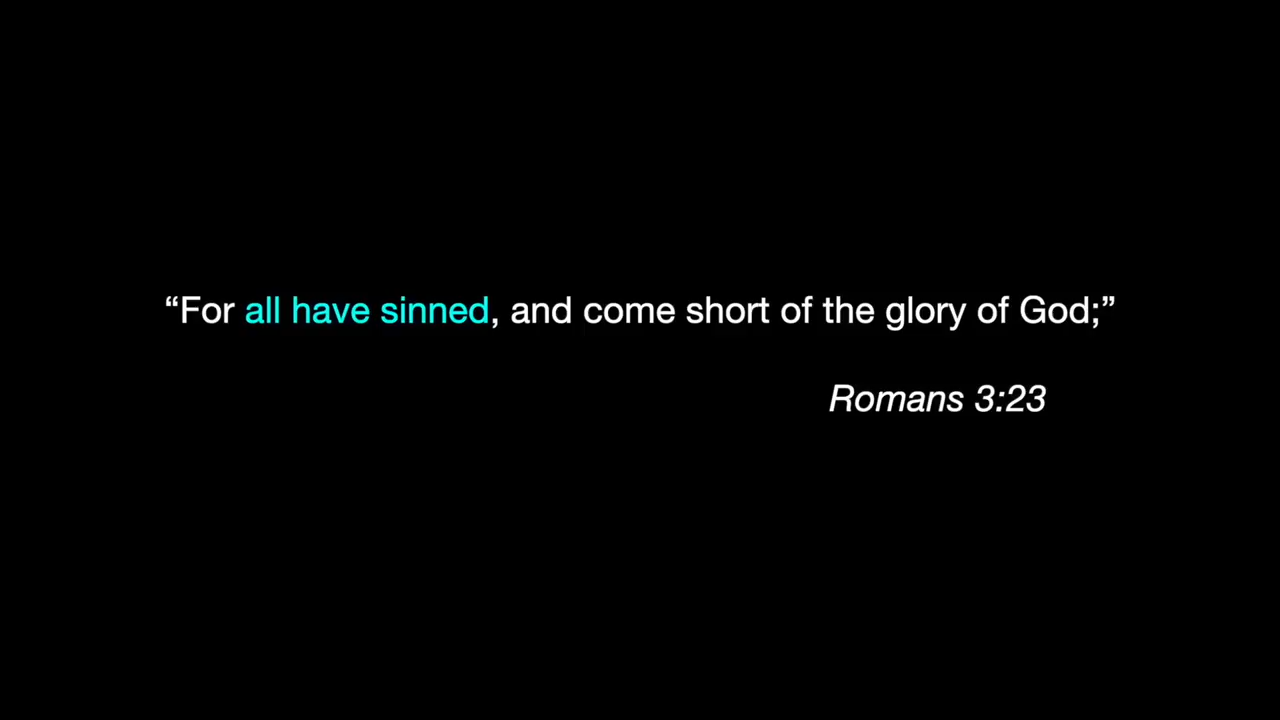 “For all have sinned, and come short of the glory of God;”
Romans 3:23